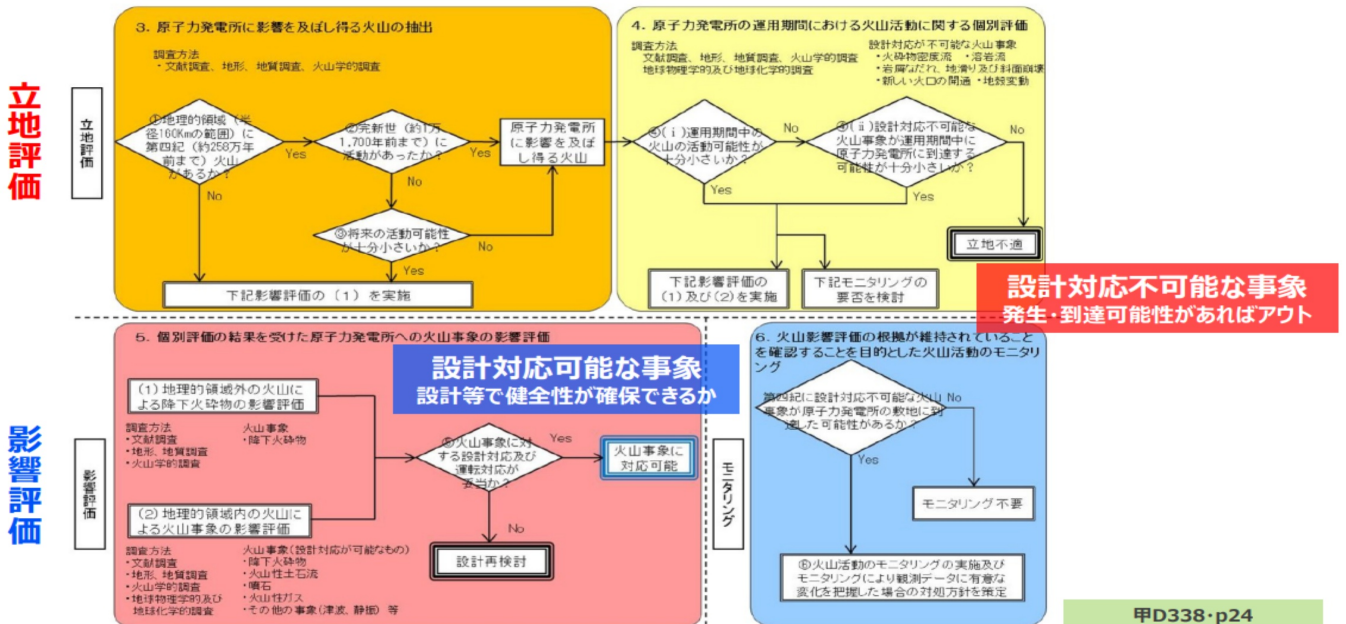 立地評価
影響評価
3. 原子力発電所に影響を及ぼし得る火山の抽出
調査方法
・文献調査、地形、地質調査、火山学的調査
立地評価
①地理的領域（半
径160Kmの範囲）に
第四紀（約258万年
前まで）火山
があるか？
Yes
No
②完新世（約1万
1,700年前まで）に
活動があったか？
Yes
No
原子力発電所
に影響を及ぼ
し得る火山
③将来の活動可能性
が十分小さいか？
No
Yes
下記影響評価の（1）を実施
4. 原子力発電所の運用期間における火山活動に関する個別評価
調査方法
文献調査、地形、地質調査、火山学的調査
地球物理学的及び地球化学的調査
設計対応が不可能な火山事象
・火砕物密度流 ・溶岩流
・岩屑なだれ、地滑り及び斜面崩壊
・新しい火口の開通 ・地殻変動
④(ⅰ)運用期間中の
火山の活動可能性が
十分小さいか？
No
Yes
④(ⅱ)設計対応不可能な
火山事象が運用期間中に
原子力発電所に到達する
可能性が十分小さいか？
No
Yes
立地不適
下記影響評価の
(1)及び(2)を実施
下記モニタリングの
要否を検討
設計対応不可能な事象
発生・到達可能性があればアウト
5. 個別評価の結果を受けた原子力発電所への火山事象の影響評価
設計対応可能な事象
設計等で健全性が確保できるか
影響評価
(1)地理的領域外の火山に
よる降下火砕物の影響評価
調査方法
・文献調査
・地形、地質調査
・火山学的調査
火山事象
・降下火砕物
(2)地理的領域内の火山に
よる火山事象の影響評価
調査方法
・文献調査
・地形、地質調査
・火山学的調査
・地球物理学的及び
地球化学的調査
火山事象(設計対応が可能なもの)
・降下火砕物
・火山性土石流
・噴石
・火山性ガス
・その他の事象(津波、静振) 等
⑤火山事象に対
する設計対応及び
運転対応が
妥当か？
Yes
No
火山事象に
対応可能
設計再検討
モニタリング
6. 火山影響評価の根拠が維持されていること
を確認することを目的とした火山活動のモニタリ
ング
第四紀に設計対応不可能な火山
事象が原子力発電所の敷地に到
達した可能性があるか？
No
Yes
モニタリング不要
⑥火山活動のモニタリングの実施及び
モニタリングにより観測データに有意な
変化を把握した場合の対処方針を策定
甲D338・p24